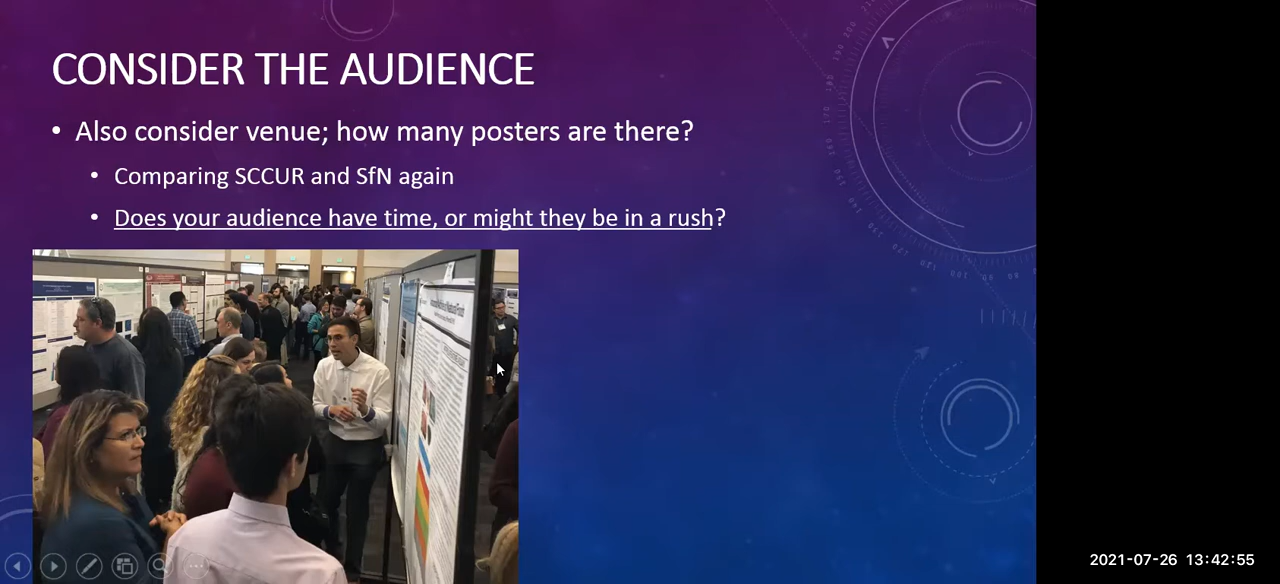 CONSIDER THE AUDIENCE
• Also consider venue; how many posters are there?
• Comparing SCCUR and SfN again
• Does your audience have time, or might they be in a rush?
2021-07-26 13:42:55